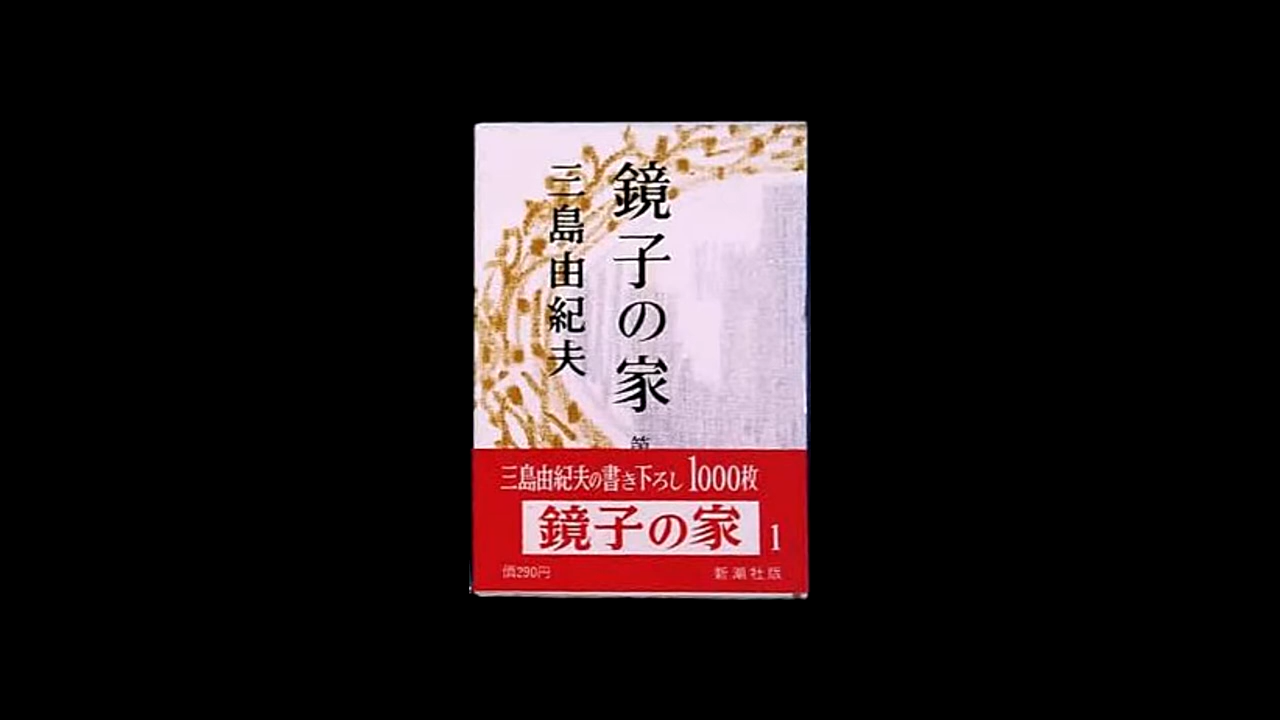 鏡子の家 第
三島由紀夫
三島由紀夫の書き下ろし1000枚
鏡子の家 1
價290円 新潮社版